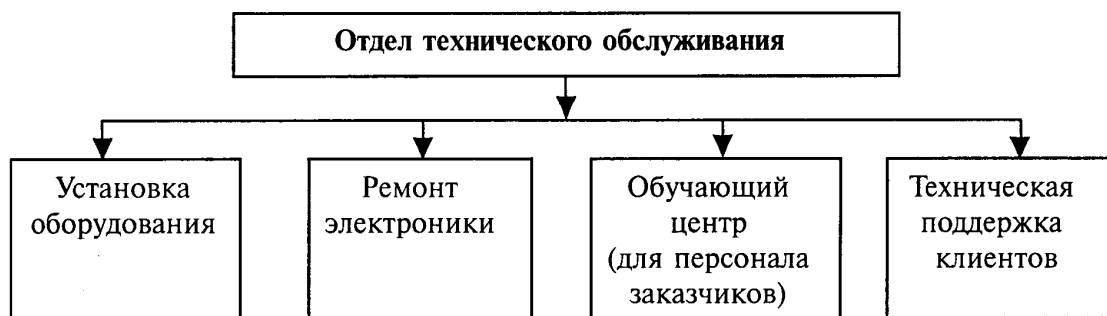 Отдел технического обслуживания
Установка
оборудования
Ремонт
электроники
Обучающий
центр
(для персонала
заказчиков)
Техническая
поддержка
клиентов